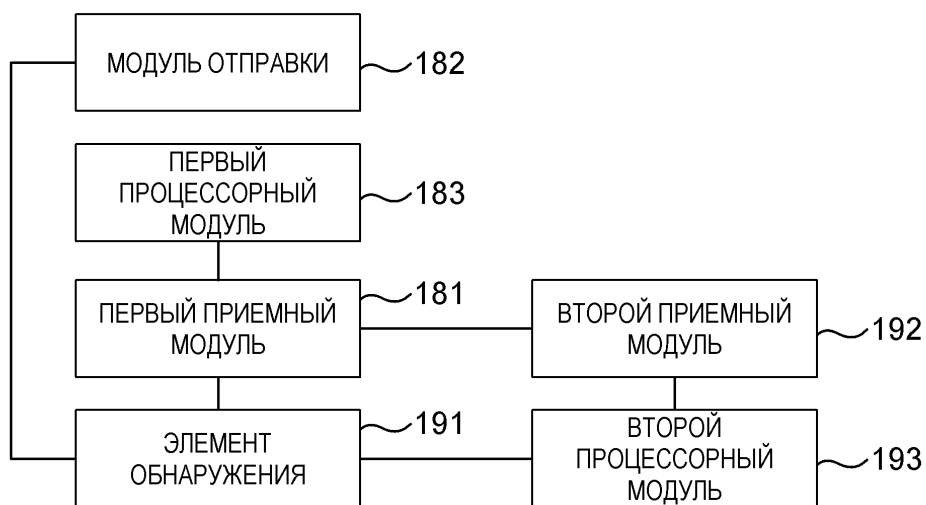 МОДУЛЬ ОТПРАВКИ
182
ПЕРВЫЙ
ПРОЦЕССОРНЫЙ
МОДУЛЬ
183
ПЕРВЫЙ ПРИЕМНЫЙ
МОДУЛЬ
181
ВТОРОЙ ПРИЕМНЫЙ
МОДУЛЬ
192
ЭЛЕМЕНТ
ОБНАРУЖЕНИЯ
191
ВТОРОЙ
ПРОЦЕССОРНЫЙ
МОДУЛЬ
193